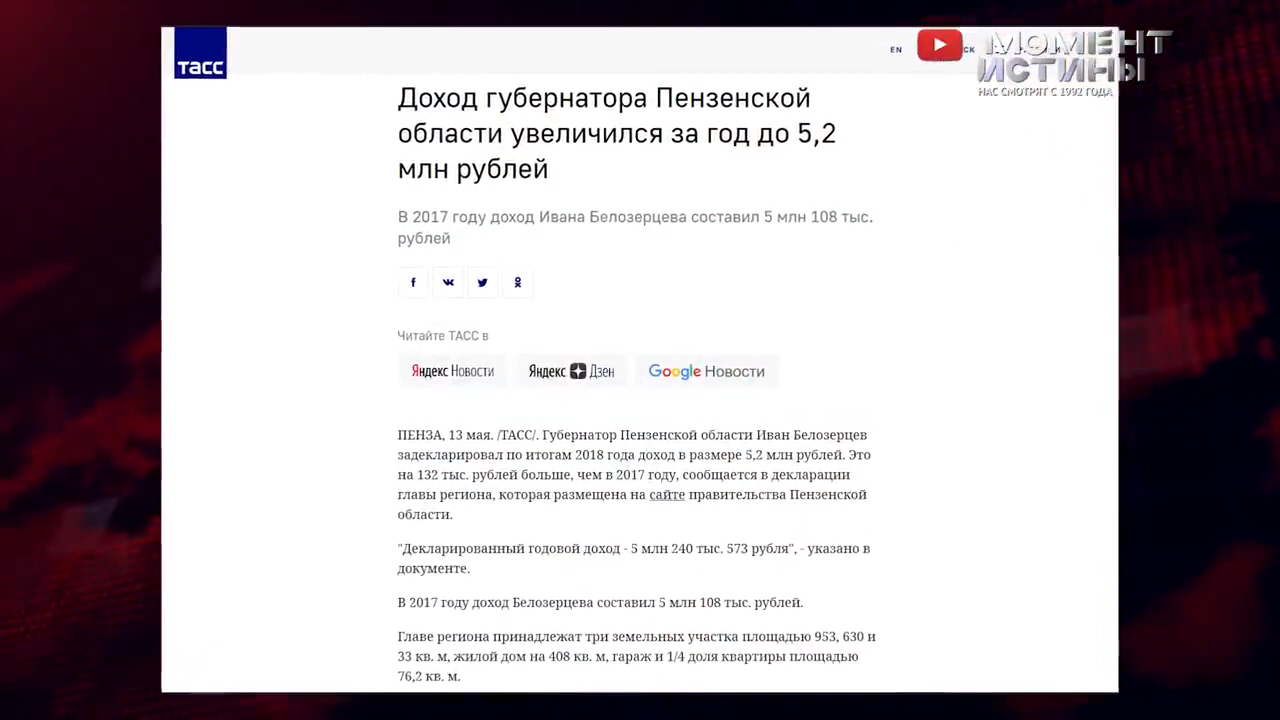 ТАСС
EN
МОМЕНТ
ИСТИНЫ
НАС СМОТРЯТ С 1992 ГОДА
Доход губернатора Пензенской
области увеличился за год до 5,2
млн рублей
В 2017 году доход Ивана Белозерцева составил 5 млн 108 тыс.
рублей
Читайте ТАСС в
Яндекс Новости Яндекс Дзен Google Новости
ПЕНЗА, 13 мая. /ТАСС/. Губернатор Пензенской области Иван Белозерцев
задекларировал по итогам 2018 года доход в размере 5,2 млн рублей. Это
на 132 тыс. рублей больше, чем в 2017 году, сообщается в декларации
главы региона, которая размещена на сайте правительства Пензенской
области.
"Декларированный годовой доход - 5 млн 240 тыс. 573 рубля", - указано в
документе.
В 2017 году доход Белозерцева составил 5 млн 108 тыс. рублей.
Главе региона принадлежат три земельных участка площадью 953, 630 и
33 кв. м, жилой дом на 408 кв. м, гараж и 1/4 доля квартиры площадью
76,2 кв. м.